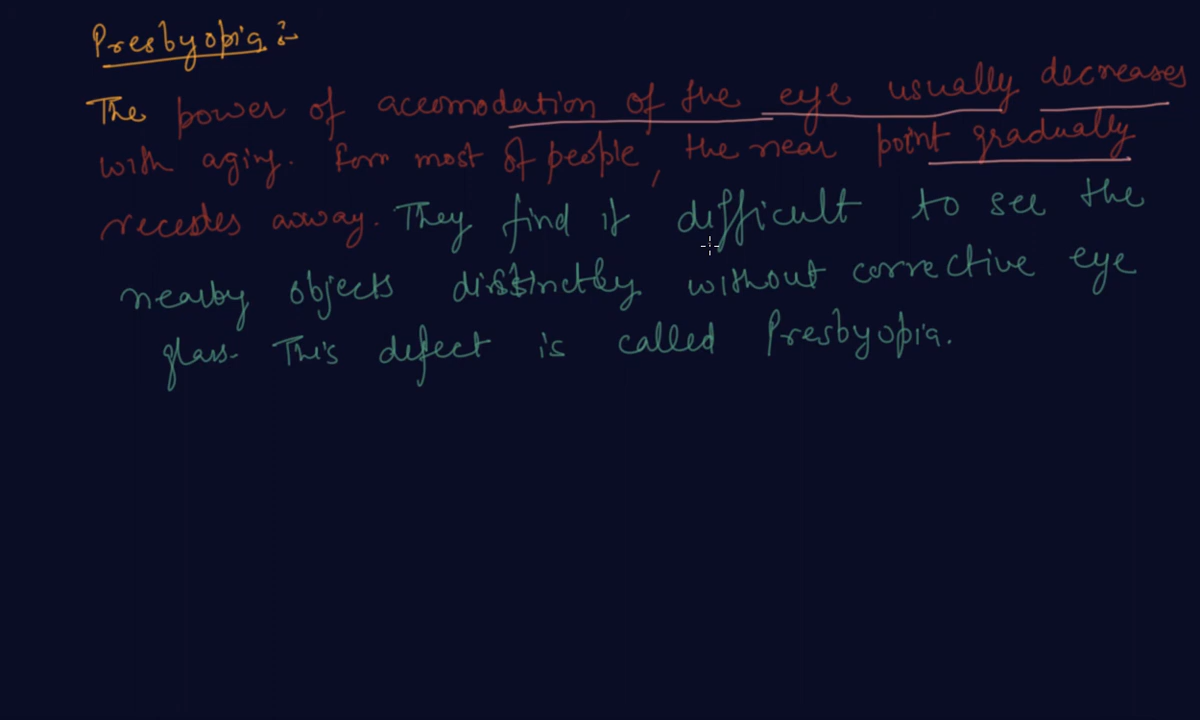 Presbyopia :-
The power of accomodation of the eye usually decreases
with aging. For most of people, the near point gradually
recedes away. They find it difficult to see the
nearby objects distinctly without corrective eye
glass. This defect is called Presbyopia.